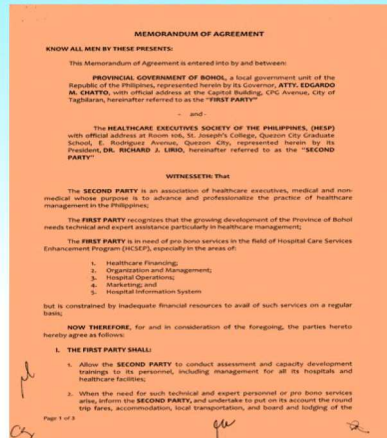 MEMORANDUM OF AGREEMENT
KNOW ALL MEN BY THESE PRESENTS:
This Memorandum of Agreement is entered into by and between:
PROVINCIAL GOVERNMENT OF BOHOL, a local government unit of the
Republic of the Philipines, represented herein by its Governor, ATTY. EDGARDO
M. CHATTO, with official address at the Capitol Building, CPG Avenue, City of
Tagbilaran, hereinafter referred to as the "FIRST PARTY"
- and -
The HEALTHCARE EXECUTIVES SOCIETY OF THE PHILIPPINES, (HESP)
with official address at Room 106, St. Joseph's College, Quezon City Graduate
School, E. Rodriguez Avenue, Quezon City, represented herein by its
President, DR. RICHARD J. LIRIO, hereinafter referred to as the "SECOND
PARTY"
WITNESSETH: That
The SECOND PARTY is an association of healthcare executives, medical and non-
medical whose purpose is to advance and professionalize the practice of healthcare
management in the Philippines;
The FIRST PARTY recognizes that the growing development of the Province of Bohol
needs technical and expert assistance particularly in healthcare management;
The FIRST PARTY is in need of pro bono services in the field of Hospital Care Services
Enhancement Program (HCSEP), especially in the areas of:
1. Healthcare Financing;
2. Organization and Management;
3. Hospital Operations;
4. Marketing; and
5. Hospital Information System
but is constrained by inadequate financial resources to avail of such services on a regular
basis;
NOW THEREFORE, for and in consideration of the foregoing, the parties hereto
hereby agree as follows:
I. THE FIRST PARTY SHALL:
1. Allow the SECOND PARTY to conduct assessment and capacity development
trainings to its personnel, including management for all its hospitals and
healthcare facilities;
2. When the need for such technical and expert personnel or pro bono services
arise, inform the SECOND PARTY, and undertake to put on its account the round
trip fares, accommodation, local transportation, and board and lodging of the
Page 1 of 3